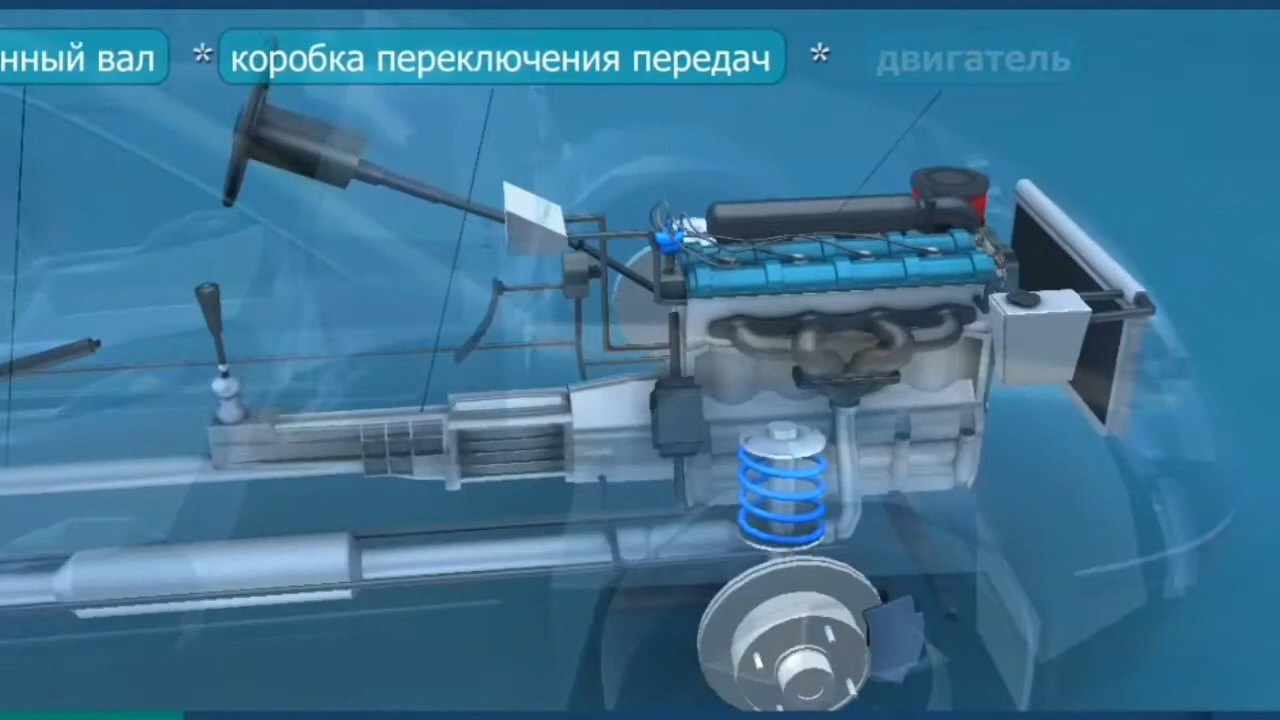 нный вал * коробка переключения передач * двигатель